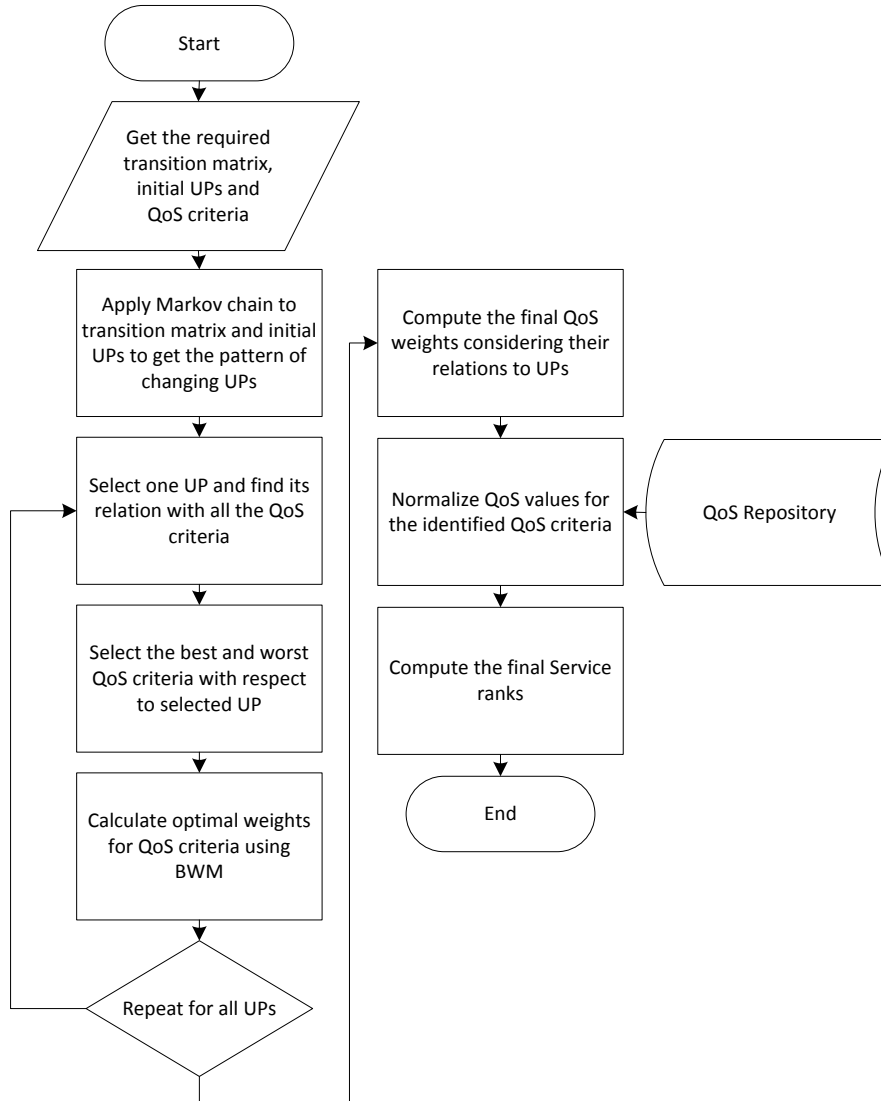 Start
Get the required
transition matrix,
initial UPs and
QoS criteria
Apply Markov chain to
transition matrix and initial
UPs to get the pattern of
changing UPs
Select one UP and find its
relation with all the QoS
criteria
Select the best and worst
QoS criteria with respect
to selected UP
Calculate optimal weights
for QoS criteria using
BWM
Repeat for all UPs
Compute the final QoS
weights considering their
relations to UPs
Normalize QoS values for
the identified QoS criteria
QoS Repository
Compute the final Service
ranks
End